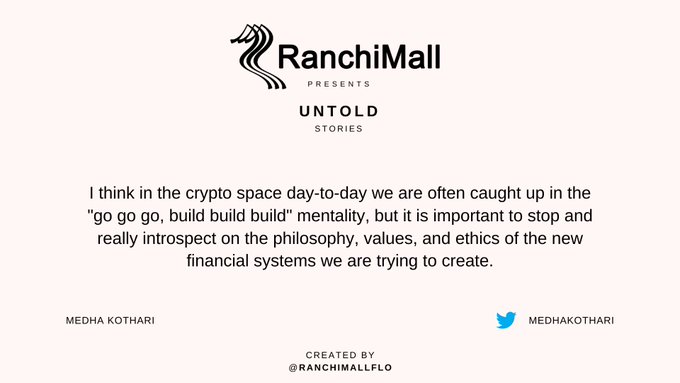 RanchiMall
PRESENTS
UNTOLD
STORIES
I think in the crypto space day-to-day we are often caught up in the
"go go go, build build build" mentality, but it is important to stop and
really introspect on the philosophy, values, and ethics of the new
financial systems we are trying to create.
MEDHA KOTHARI
MEDHAKOTHARI
CREATED BY
@RANCHIMALLFLO